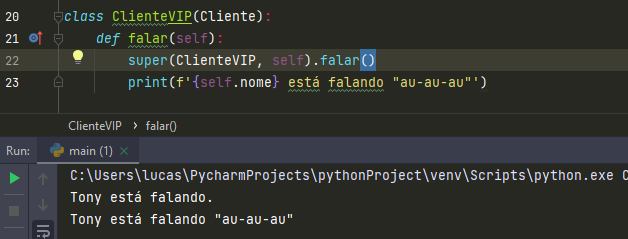 20 class ClienteVIP(Cliente):
21 def falar(self):
22 super(ClienteVIP, self).falar()
23 print(f'{self.nome} está falando "au-au-au"')
ClienteVIP > falar()
Run: main (1) ×
C:\Users\lucas\PycharmProjects\pythonProject\venv\Scripts\python.exe C
Tony está falando.
Tony está falando "au-au-au"